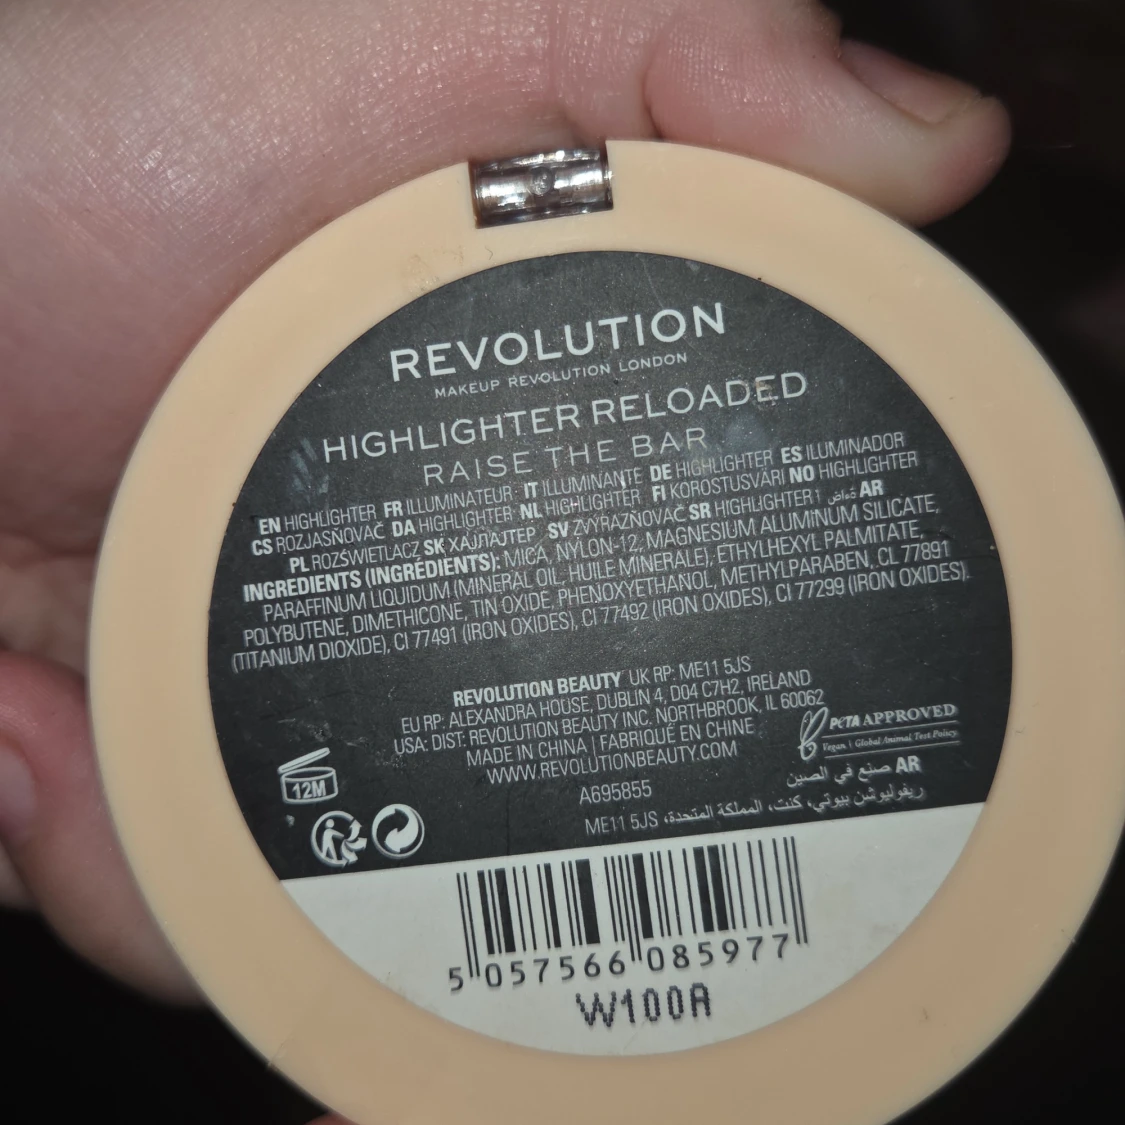 REVOLUTION
MAKEUP REVOLUTION LONDON
HIGHLIGHTER RELOADED
RAISE THE BAR
EN HIGHLIGHTER FR ILLUMINATEUR IT ILLUMINANTE DE HIGHLIGHTER ES ILUMINADOR
CS ROZJASŇOVAČ DA HIGHLIGHTER NL HIGHLIGHTER FI KOROSTUSVÄRI NO HIGHLIGHTER
PL ROZŚWIETLACZ SK ХАЈЛАЈТЕР SV ZVÝRAZŇOVAČ SR HIGHLIGHTER AR
INGREDIENTS (INGRÉDIENTS): MICA, NYLON-12, MAGNESIUM ALUMINUM SILICATE,
PARAFFINUM LIQUIDUM (MINERAL OIL, HUILE MINERALE), ETHYLHEXYL PALMITATE,
POLYBUTENE, DIMETHICONE, TIN OXIDE, PHENOXYETHANOL, METHYLPARABEN, CI 77891
(TITANIUM DIOXIDE), CI 77491 (IRON OXIDES), CI 77492 (IRON OXIDES), CI 77299 (IRON OXIDES).
REVOLUTION BEAUTY UK RP: ME11 5JS
EU RP: ALEXANDRA HOUSE, DUBLIN 4, D04 C7H2, IRELAND
USA: DIST: REVOLUTION BEAUTY INC. NORTHBROOK, IL 60062
MADE IN CHINA | FABRIQUÉ EN CHINE
WWW.REVOLUTIONBEAUTY.COM
PETA APPROVED
Vegan | Global Animal Test Policy
12M
A695855
AR صنع في الصين
ريفوليوشن بيوتي، كنت، المملكة المتحدة، ME11 5JS
5 057566 085977
W100A